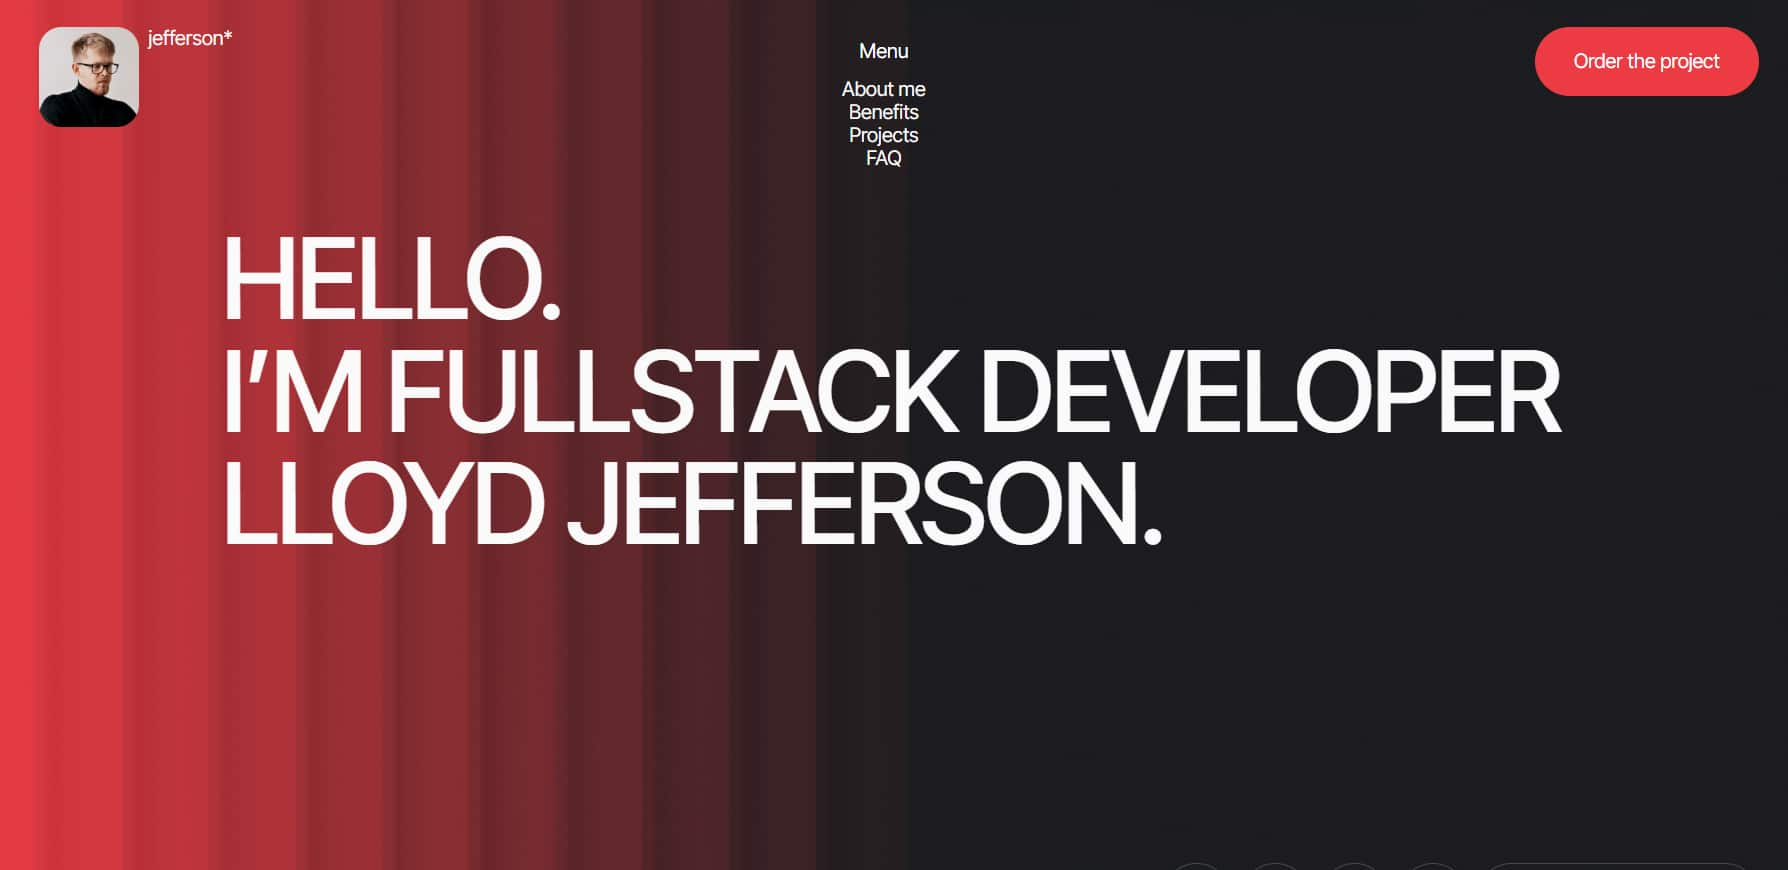 jefferson*
Menu
About me
Benefits
Projects
FAQ
Order the project
HELLO.
I’M FULLSTACK DEVELOPER
LLOYD JEFFERSON.